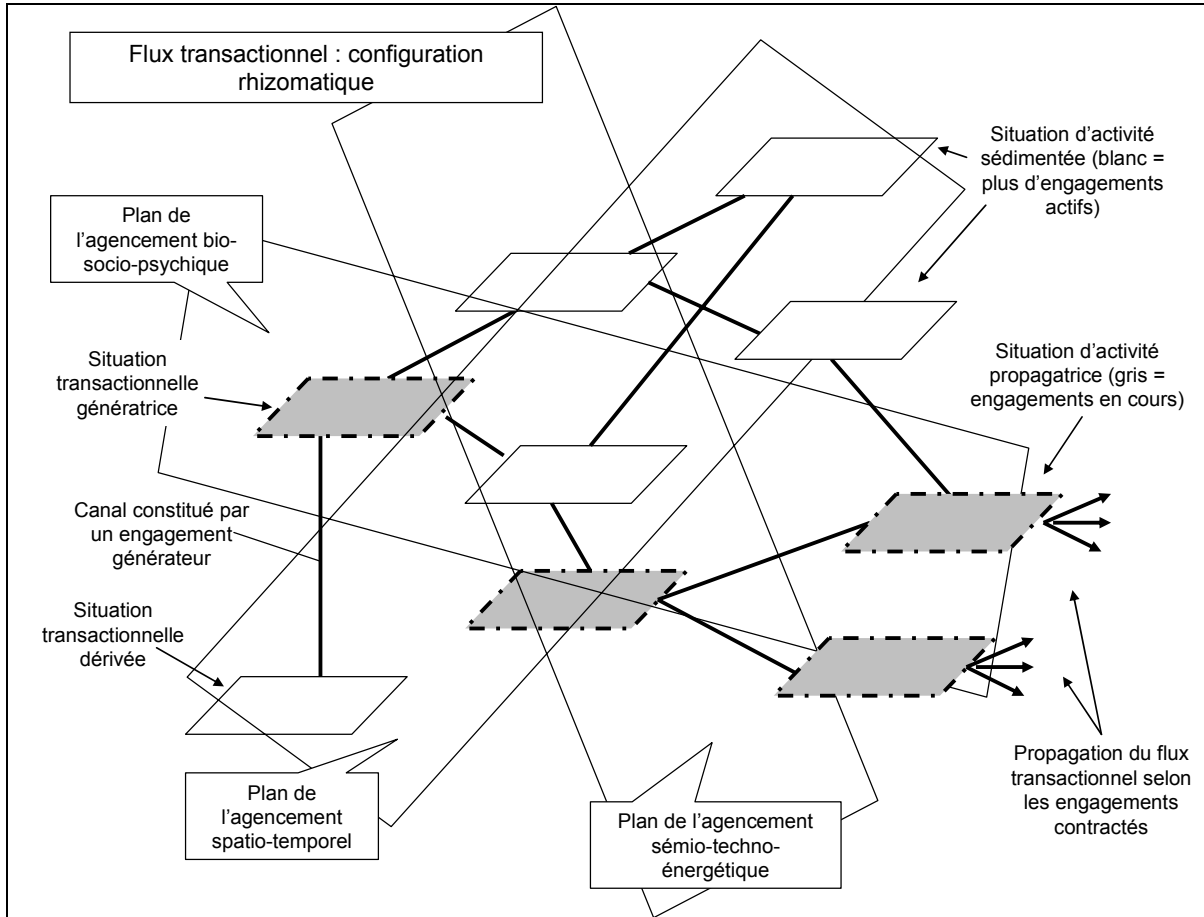 Flux transactionnel : configuration
rhizomatique
Situation d’activité
sédimentée (blanc =
plus d’engagements
actifs)
Plan de
l’agencement bio-
socio-psychique
Situation
transactionnelle
génératrice
Situation d’activité
propagatrice (gris =
engagements en cours)
Canal constitué par
un engagement
générateur
Situation
transactionnelle
dérivée
Plan de
l’agencement
spatio-temporel
Plan de l’agencement
sémio-techno-
énergétique
Propagation du flux
transactionnel selon
les engagements
contractés